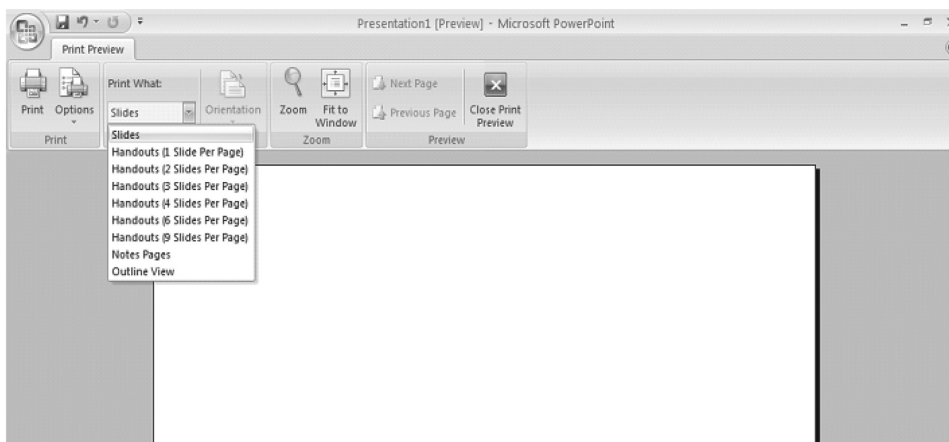 Presentation1 [Preview] - Microsoft PowerPoint
Print Preview
Print What:
Slides
Print
Options
Orientation
Zoom
Fit to
Window
Next Page
Previous Page
Close Print
Preview
Print
Zoom
Preview
Slides
Handouts (1 Slide Per Page)
Handouts (2 Slides Per Page)
Handouts (3 Slides Per Page)
Handouts (4 Slides Per Page)
Handouts (6 Slides Per Page)
Handouts (9 Slides Per Page)
Notes Pages
Outline View